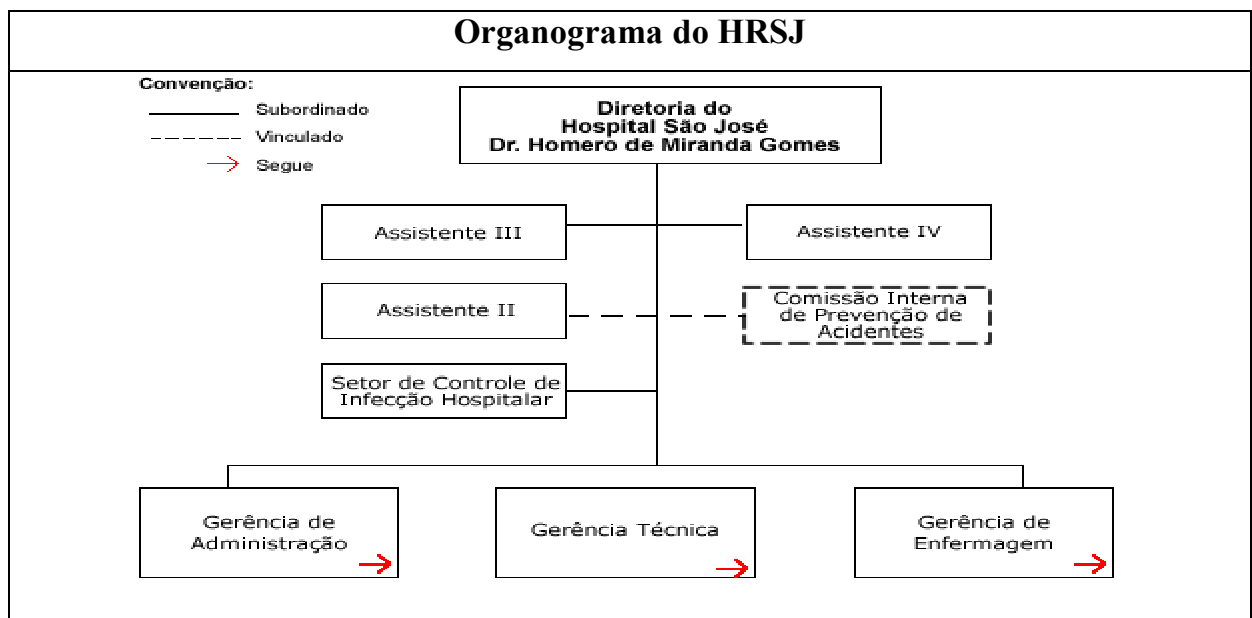 Organograma do HRSJ
Convenção:
Subordinado
Vinculado
Segue
Diretoria do
Hospital São José
Dr. Homero de Miranda Gomes
Assistente III
Assistente IV
Assistente II
Comissão Interna
de Prevenção de
Acidentes
Setor de Controle de
Infecção Hospitalar
Gerência de
Administração
Gerência Técnica
Gerência de
Enfermagem